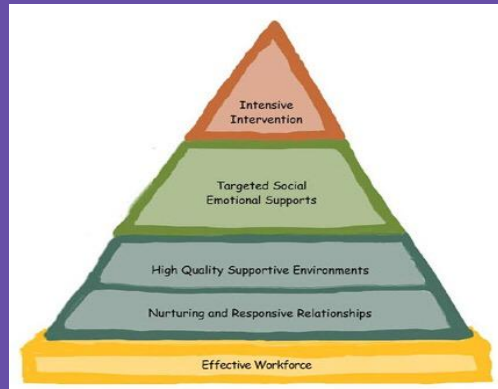 Intensive
Intervention
Targeted Social
Emotional Supports
High Quality Supportive Environments
Nurturing and Responsive Relationships
Effective Workforce